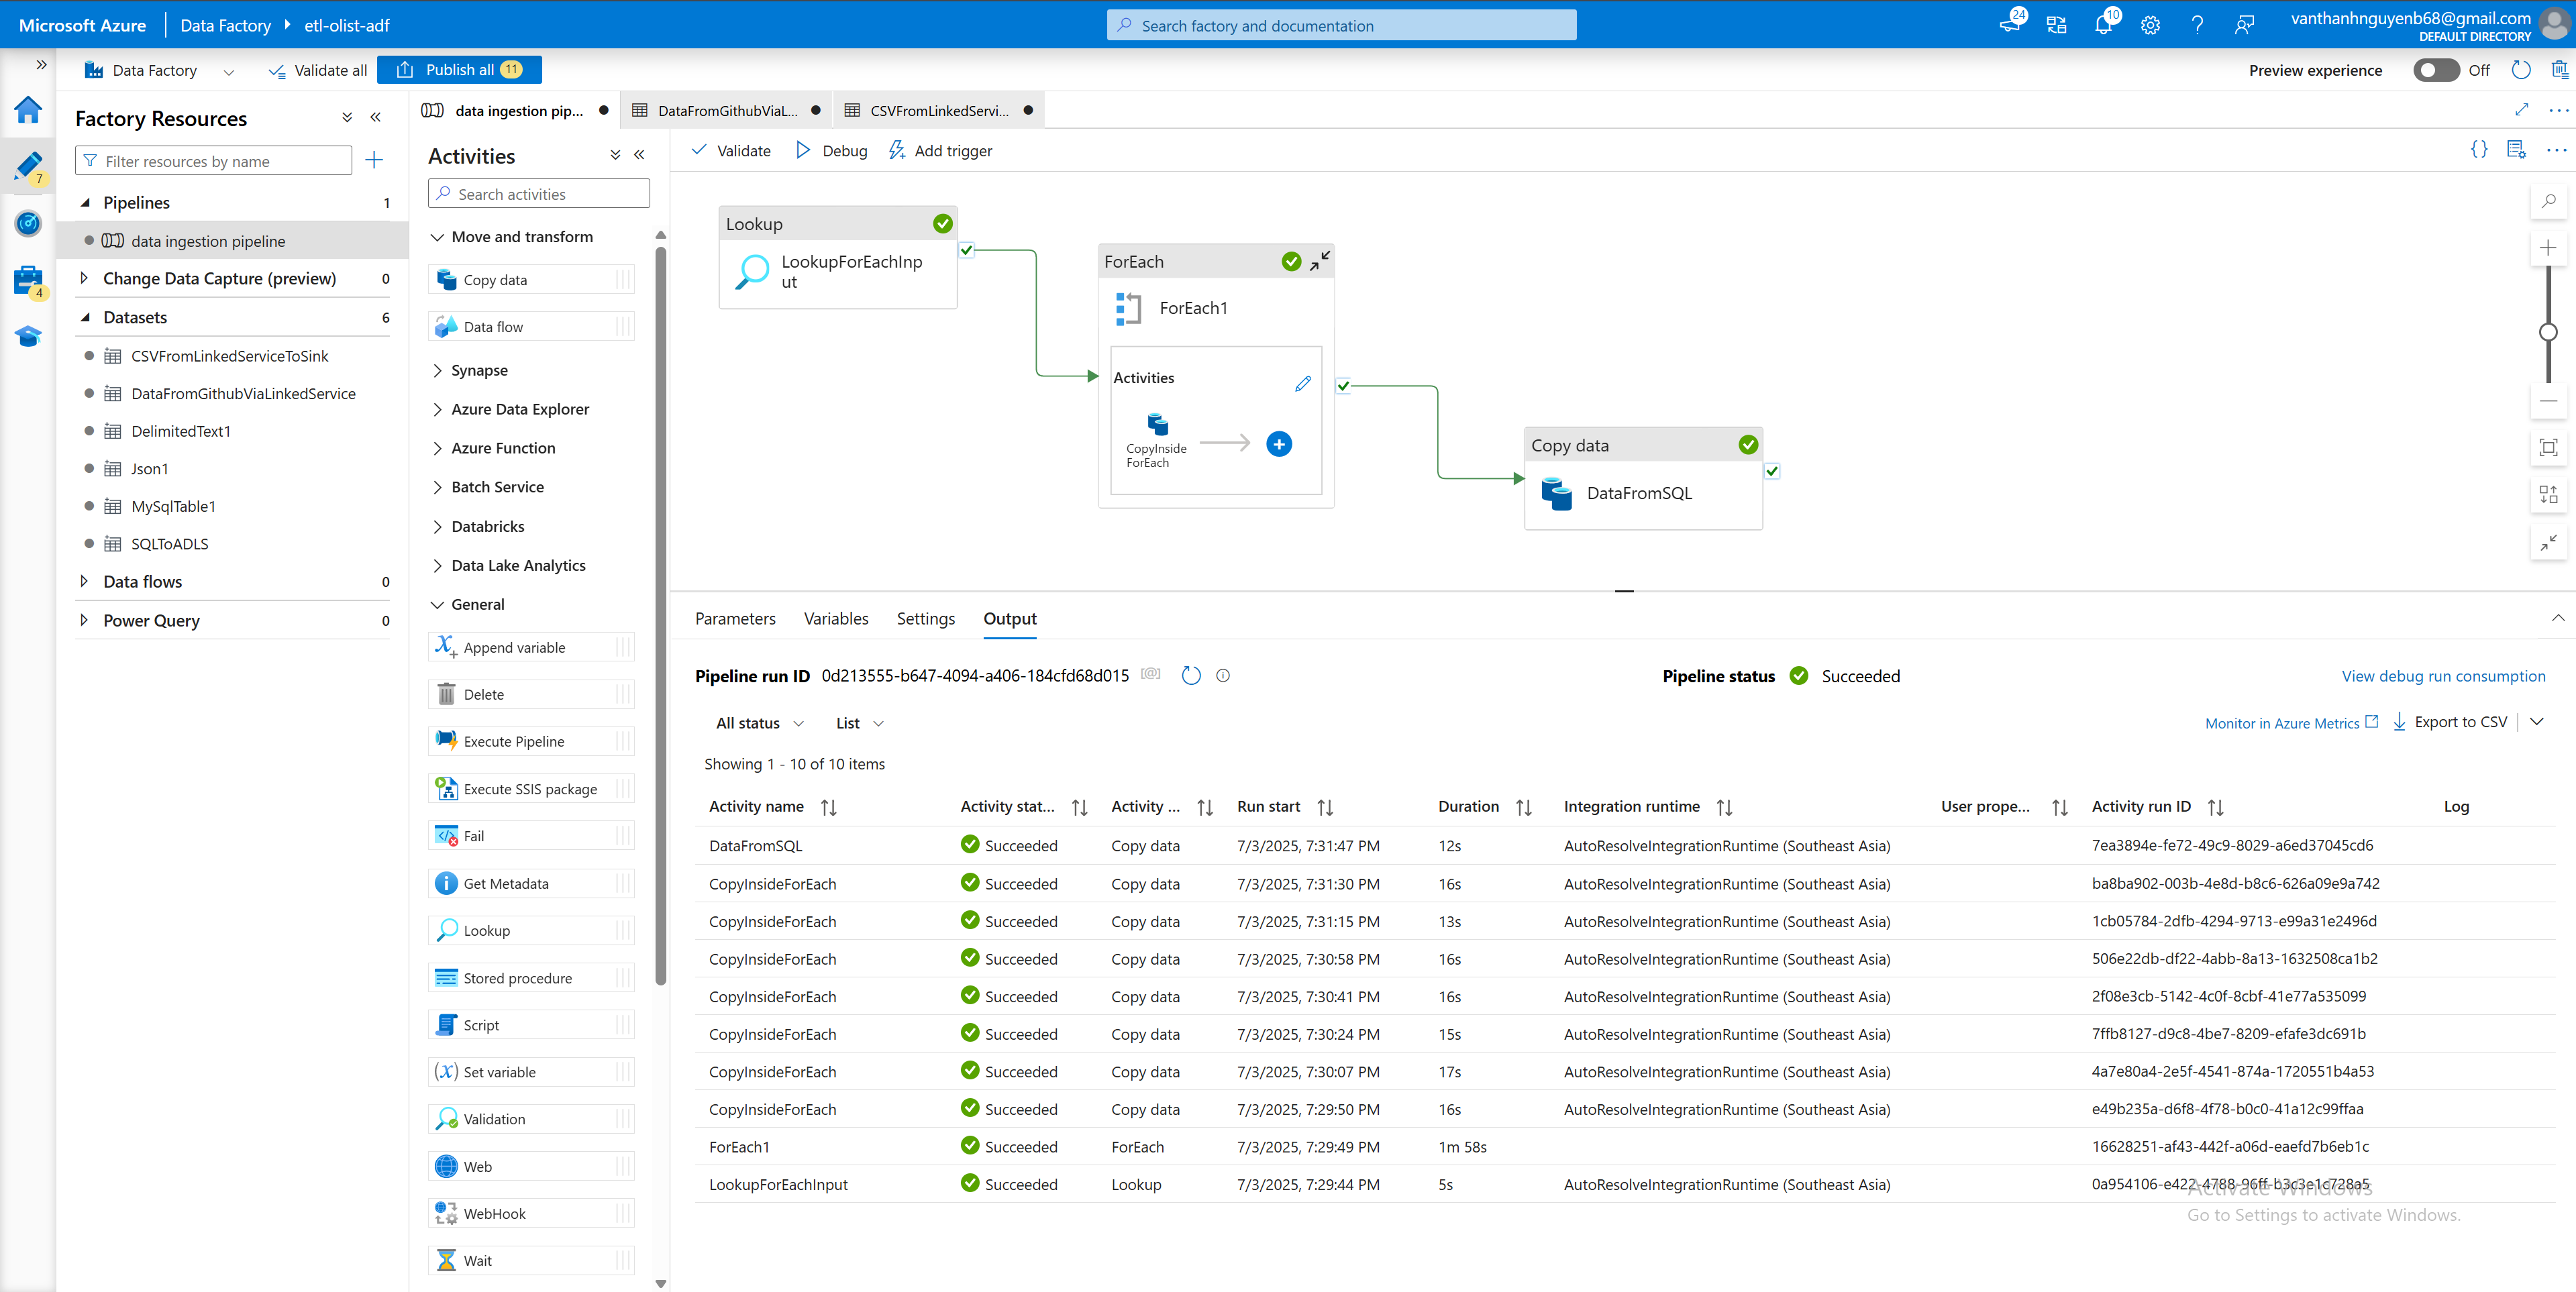 Microsoft Azure
Data Factory
etl-olist-adf
Search factory and documentation
24
10
vanthanhnguyenb68@gmail.com
DEFAULT DIRECTORY
Data Factory
Validate all
Publish all 11
Preview experience
Off
7
4
Factory Resources
Filter resources by name
Pipelines 1
data ingestion pipeline
Change Data Capture (preview) 0
Datasets 6
CSVFromLinkedServiceToSink
DataFromGithubViaLinkedService
DelimitedText1
Json1
MySqlTable1
SQLToADLS
Data flows 0
Power Query 0
data ingestion pip...
DataFromGithubViaL...
CSVFromLinkedServi...
Activities
Search activities
Move and transform
Copy data
Data flow
Synapse
Azure Data Explorer
Azure Function
Batch Service
Databricks
Data Lake Analytics
General
Append variable
Delete
Execute Pipeline
Execute SSIS package
Fail
Get Metadata
Lookup
Stored procedure
Script
Set variable
Validation
Web
WebHook
Wait
Validate
Debug
Add trigger
Lookup
LookupForEachInp
ut
ForEach
ForEach1
Activities
CopyInside
ForEach
Copy data
DataFromSQL
Parameters Variables Settings Output
Pipeline run ID 0d213555-b647-4094-a406-184cfd68d015
Pipeline status Succeeded
View debug run consumption
All status List
Monitor in Azure Metrics Export to CSV
Showing 1 - 10 of 10 items
Activity name Activity stat... Activity ... Run start Duration Integration runtime User prope... Activity run ID Log
DataFromSQL Succeeded Copy data 7/3/2025, 7:31:47 PM 12s AutoResolveIntegrationRuntime (Southeast Asia) 7ea3894e-fe72-49c9-8029-a6ed37045cd6
CopyInsideForEach Succeeded Copy data 7/3/2025, 7:31:30 PM 16s AutoResolveIntegrationRuntime (Southeast Asia) ba8ba902-003b-4e8d-b8c6-626a09e9a742
CopyInsideForEach Succeeded Copy data 7/3/2025, 7:31:15 PM 13s AutoResolveIntegrationRuntime (Southeast Asia) 1cb05784-2dfb-4294-9713-e99a31e2496d
CopyInsideForEach Succeeded Copy data 7/3/2025, 7:30:58 PM 16s AutoResolveIntegrationRuntime (Southeast Asia) 506e22db-df22-4abb-8a13-1632508ca1b2
CopyInsideForEach Succeeded Copy data 7/3/2025, 7:30:41 PM 16s AutoResolveIntegrationRuntime (Southeast Asia) 2f08e3cb-5142-4c0f-8cbf-41e77a535099
CopyInsideForEach Succeeded Copy data 7/3/2025, 7:30:24 PM 15s AutoResolveIntegrationRuntime (Southeast Asia) 7ffb8127-d9c8-4be7-8209-efafe3dc691b
CopyInsideForEach Succeeded Copy data 7/3/2025, 7:30:07 PM 17s AutoResolveIntegrationRuntime (Southeast Asia) 4a7e80a4-2e5f-4541-874a-1720551b4a53
CopyInsideForEach Succeeded Copy data 7/3/2025, 7:29:50 PM 16s AutoResolveIntegrationRuntime (Southeast Asia) e49b235a-d6f8-4f78-b0c0-41a12c99ffaa
ForEach1 Succeeded ForEach 7/3/2025, 7:29:49 PM 1m 58s 16628251-af43-442f-a06d-eaefd7b6eb1c
LookupForEachInput Succeeded Lookup 7/3/2025, 7:29:44 PM 5s AutoResolveIntegrationRuntime (Southeast Asia) 0a954106-e422-4788-96ff-b3c3e1c728a5
Activate Windows
Go to Settings to activate Windows.